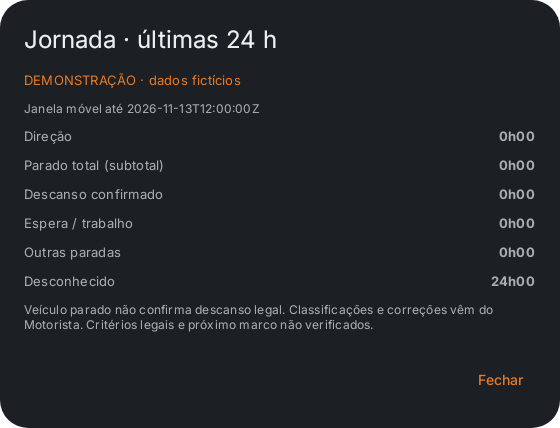 Jornada · últimas 24 h
DEMONSTRAÇÃO · dados fictícios
Janela móvel até 2026-11-13T12:00:00Z
Direção 0h00
Parado total (subtotal) 0h00
Descanso confirmado 0h00
Espera / trabalho 0h00
Outras paradas 0h00
Desconhecido 24h00
Veículo parado não confirma descanso legal. Classificações e correções vêm do
Motorista. Critérios legais e próximo marco não verificados.
Fechar